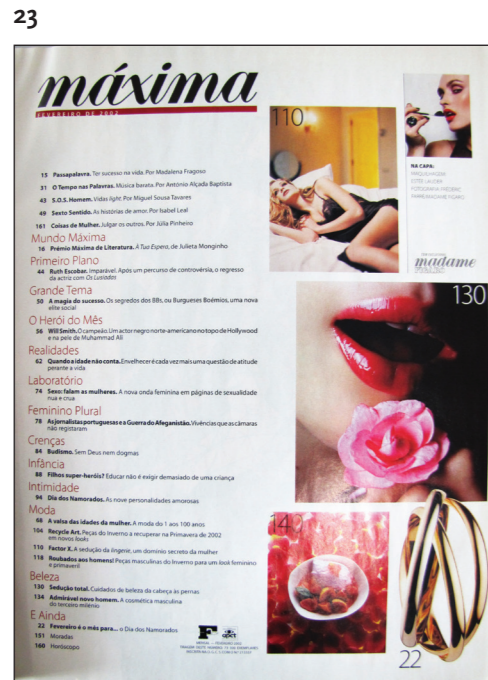 23
máxima
FEVEREIRO DE 2002
13 Passapalavra. Ter sucesso na vida. Por Madalena Fragoso
31 O Tempo nas Palavras. Música barata. Por António Alçada Baptista
43 S.O.S. Homem. Vidas light. Por Miguel Sousa Tavares
49 Sexto Sentido. As histórias de amor. Por Isabel Leal
161 Coisas de Mulher. Julgar os outros. Por Júlia Pinheiro
Mundo Máxima
16 Prémio Máxima de Literatura. À Tua Espera, de Julieta Monginho
Primeiro Plano
44 Ruth Escobar. Imparável. Após um percurso de controvérsia, o regresso
da actriz com Os Lusíadas
Grande Tema
50 A magia do sucesso. Os segredos dos BBs, ou Burgueses Boémios, uma nova
elite social
O Herói do Mês
56 Will Smith. O campeão. Um actor negro norte-americano no topo de Hollywood
e na pele de Muhammad Ali
Realidades
62 Quando a idade não conta. Envelhecer é cada vez mais uma questão de atitude
perante a vida
Laboratório
74 Sexo: falam as mulheres. A nova onda feminina em páginas de sexualidade
nua e crua
Feminino Plural
78 As jornalistas portuguesas e a Guerra do Afeganistão. Vivências que as câmaras
não registaram
Crenças
84 Budismo. Sem Deus nem dogmas
Infância
88 Filhos super-heróis? Educar não é exigir demasiado de uma criança
Intimidade
94 Dia dos Namorados. As nove personalidades amorosas
Moda
68 A valsa das idades da mulher. A moda do 1 aos 100 anos
104 Recycla Art. Peças do Inverno a recuperar na Primavera de 2002
em novos looks
110 Factor X. A sedução da lingerie, um domínio secreto da mulher
118 Roubados aos homens! Peças masculinas do Inverno para um look feminino
e primaveril
Beleza
130 Sedução total. Cuidados de beleza da cabeça às pernas
134 Admirável novo homem. A cosmética masculina
do terceiro milénio
E Ainda
22 Fevereiro é o mês para... o Dia dos Namorados
151 Moradas
160 Horóscopo
110
NA CAPA:
MAQUILHAGEM
ESTÉE LAUDER
madame
FIGARO
130
140
22
F
apct